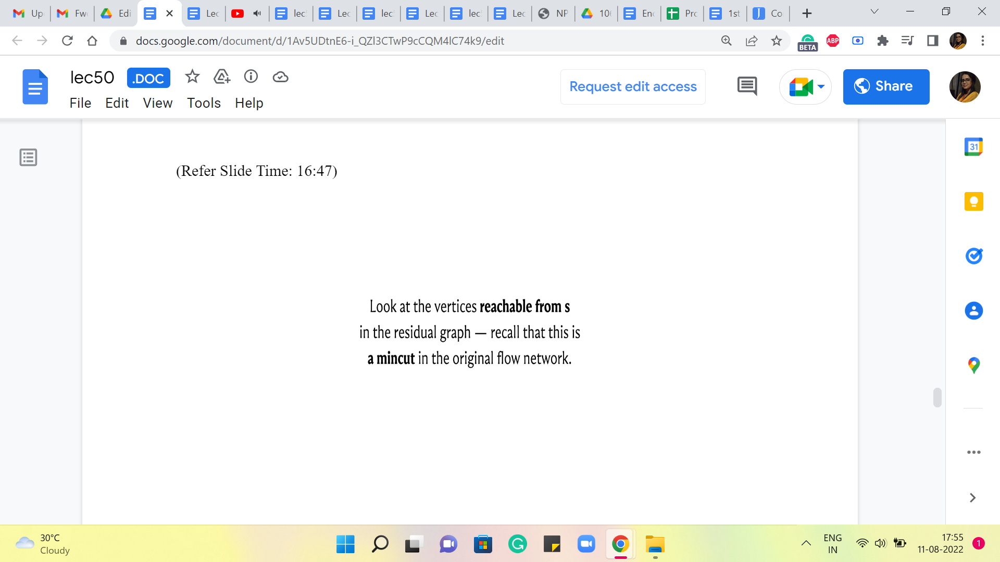 Up
Fw
Edi
Lec
lec
Lec
lec
Lec
lec
Lec
NP
10
En
Pro
1st
Co
docs.google.com/document/d/1Av5UDtnE6-i_QZl3CTwP9cCQM4lC74k9/edit
ABP
BETA
lec50
.DOC
File Edit View Tools Help
Request edit access
Share
31
(Refer Slide Time: 16:47)
Look at the vertices reachable from s
in the residual graph — recall that this is
a mincut in the original flow network.
30°C
Cloudy
ENG
IN
17:55
11-08-2022
1